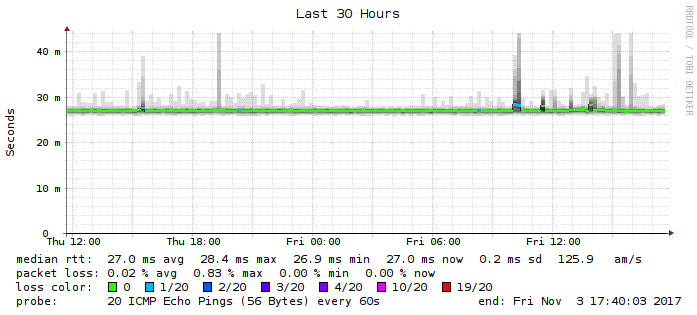 Last 30 Hours
RRDTOOL / TOBI OETIKER
Seconds
40 m
30 m
20 m
10 m
0
Thu 12:00 Thu 18:00 Fri 00:00 Fri 06:00 Fri 12:00
median rtt: 27.0 ms avg 28.4 ms max 26.9 ms min 27.0 ms now 0.2 ms sd 125.9 am/s
packet loss: 0.02 % avg 0.83 % max 0.00 % min 0.00 % now
loss color: 0 1/20 2/20 3/20 4/20 10/20 19/20
probe: 20 ICMP Echo Pings (56 Bytes) every 60s end: Fri Nov 3 17:40:03 2017